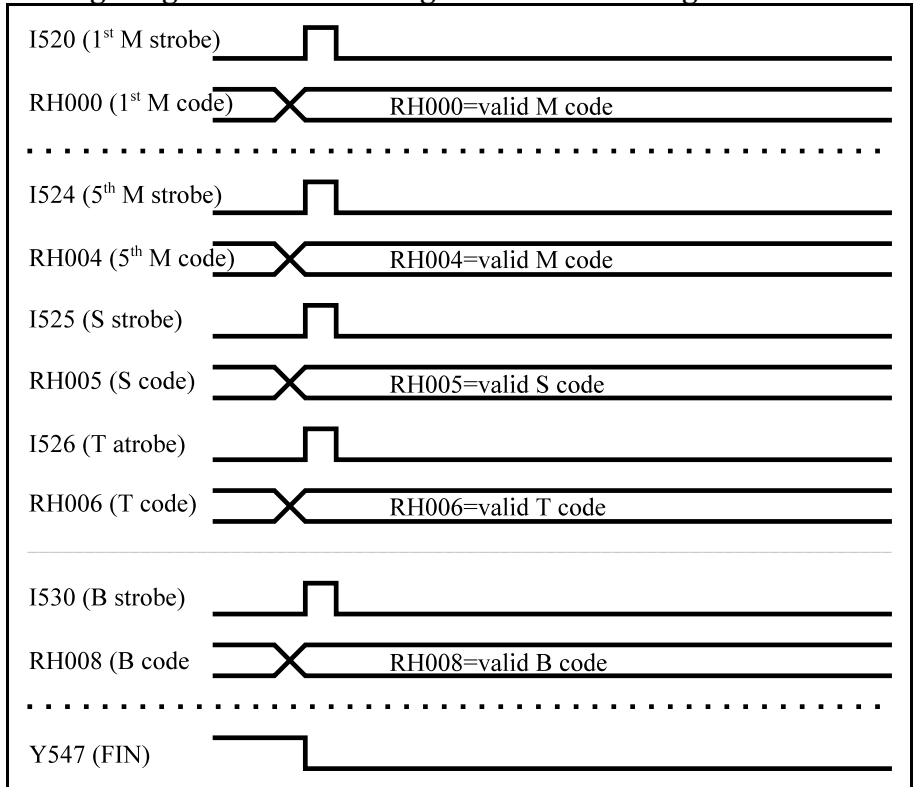 I520 (1st M strobe)
RH000 (1st M code)
RH000=valid M code
I524 (5th M strobe)
RH004 (5th M code)
RH004=valid M code
I525 (S strobe)
RH005 (S code)
RH005=valid S code
I526 (T atrobe)
RH006 (T code)
RH006=valid T code
I530 (B strobe)
RH008 (B code
RH008=valid B code
Y547 (FIN)